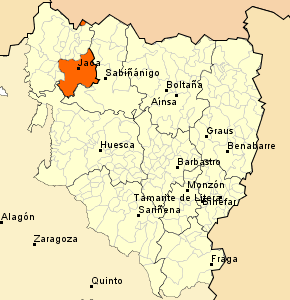 Jaca
Sabiñánigo
Boltaña
Aínsa
Graus
Huesca
Benabarre
Barbastro
Monzón
Tamarite de Litera
Binéfar
Sariñena
Alagón
Zaragoza
Fraga
Quinto